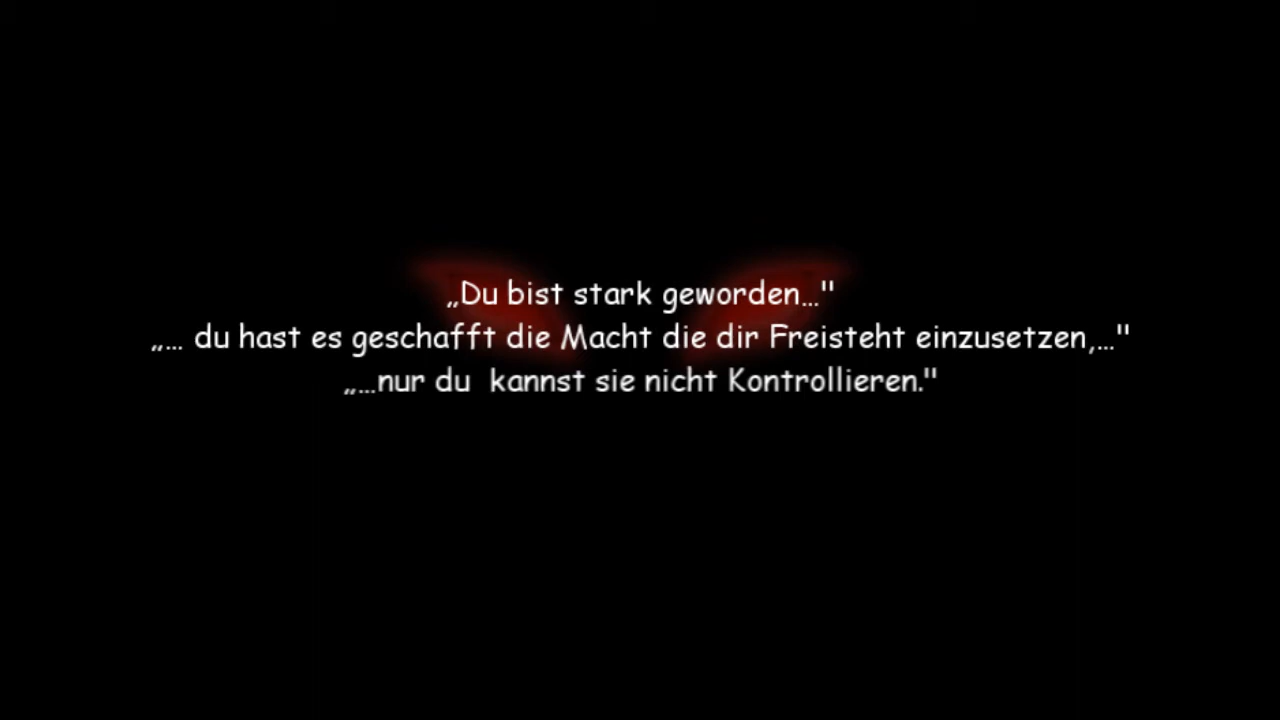 „Du bist stark geworden…"
„… du hast es geschafft die Macht die dir Freisteht einzusetzen,…"
„…nur du  kannst sie nicht Kontrollieren."